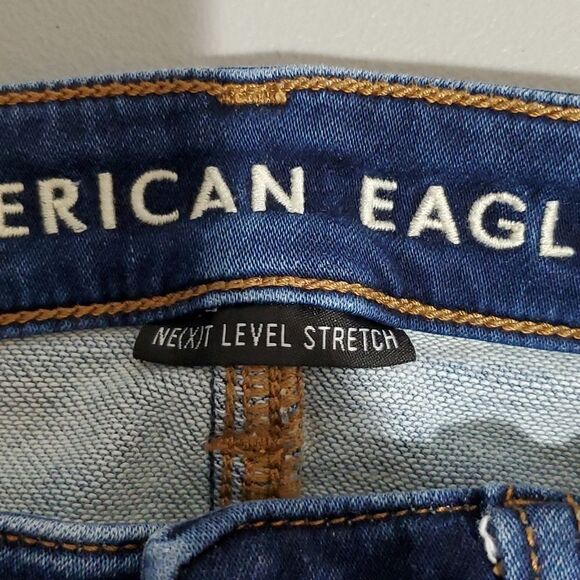 ERICAN EAGL
NE(X)T LEVEL STRETCH